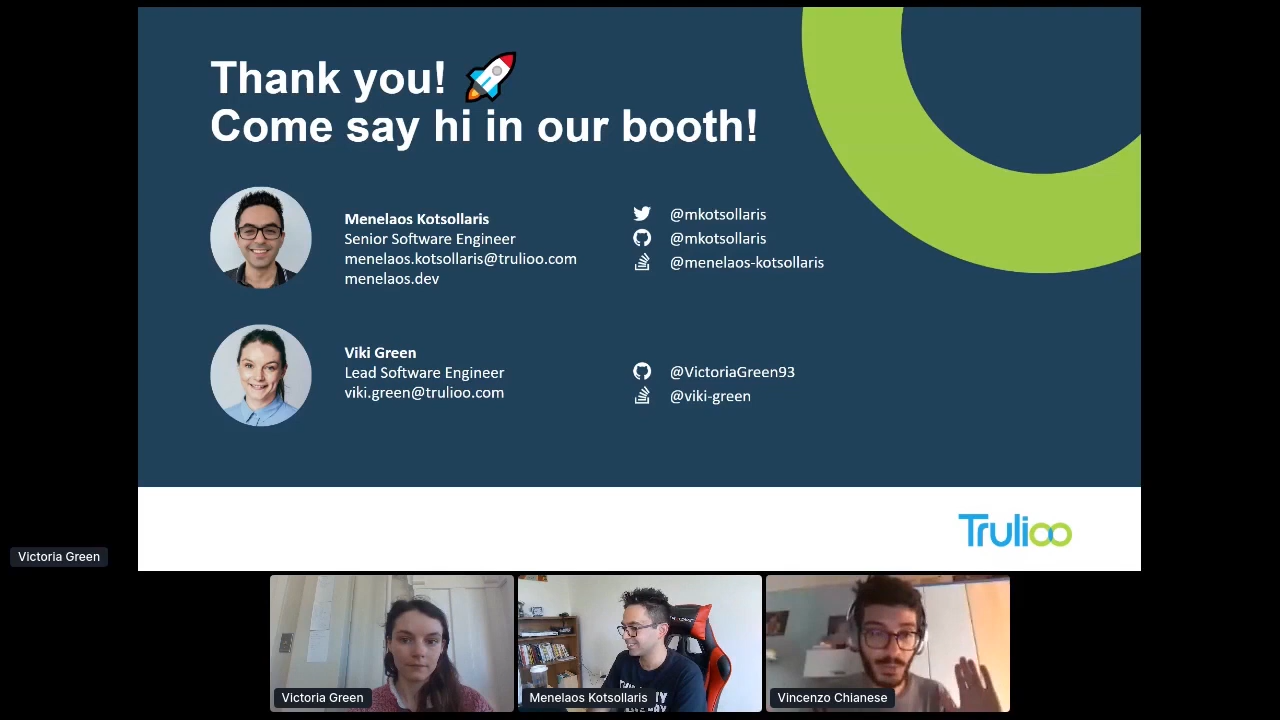 Thank you! 🚀
Come say hi in our booth!
Menelaos Kotsollaris
Senior Software Engineer
menelaos.kotsollaris@trulioo.com
menelaos.dev
@mkotsollaris
@mkotsollaris
@menelaos-kotsollaris
Viki Green
Lead Software Engineer
viki.green@trulioo.com
@VictoriaGreen93
@viki-green
Trulioo
Victoria Green
Victoria Green
Menelaos Kotsollaris
Vincenzo Chianese